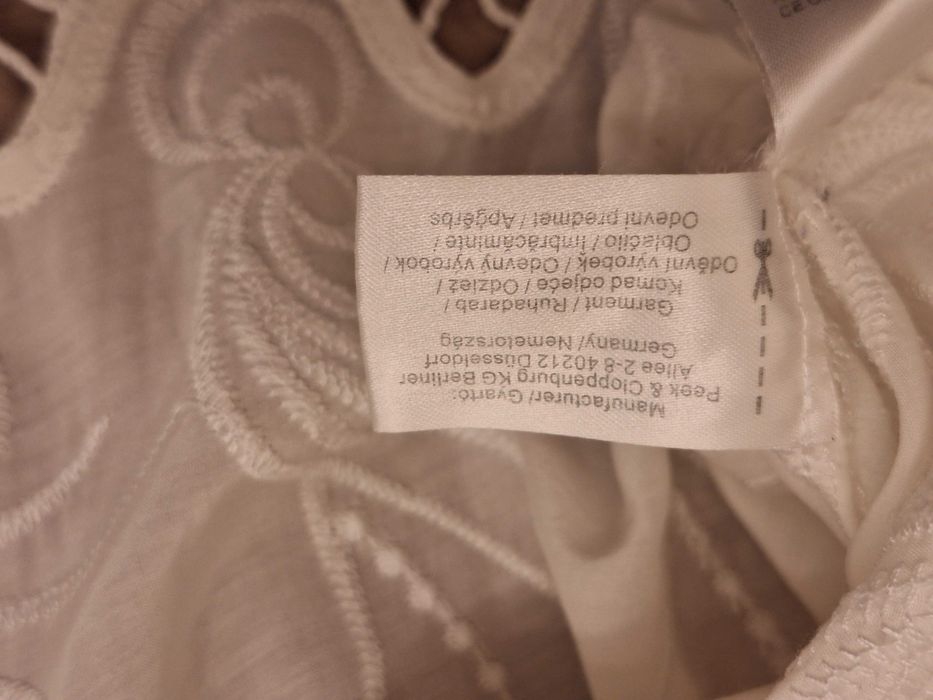 Manufacturer/ Gyártó:
Peek & Cloppenburg KG Berliner
Allee 2-8 40212 Düsseldorf
Germany/ Németország
Garment / Ruhadarab /
Komad odjeće / Odzież /
Oděvní výrobek / Odevný výrobok /
Oblačilo / Îmbrăcăminte /
Odevni predmet / Apģērbs